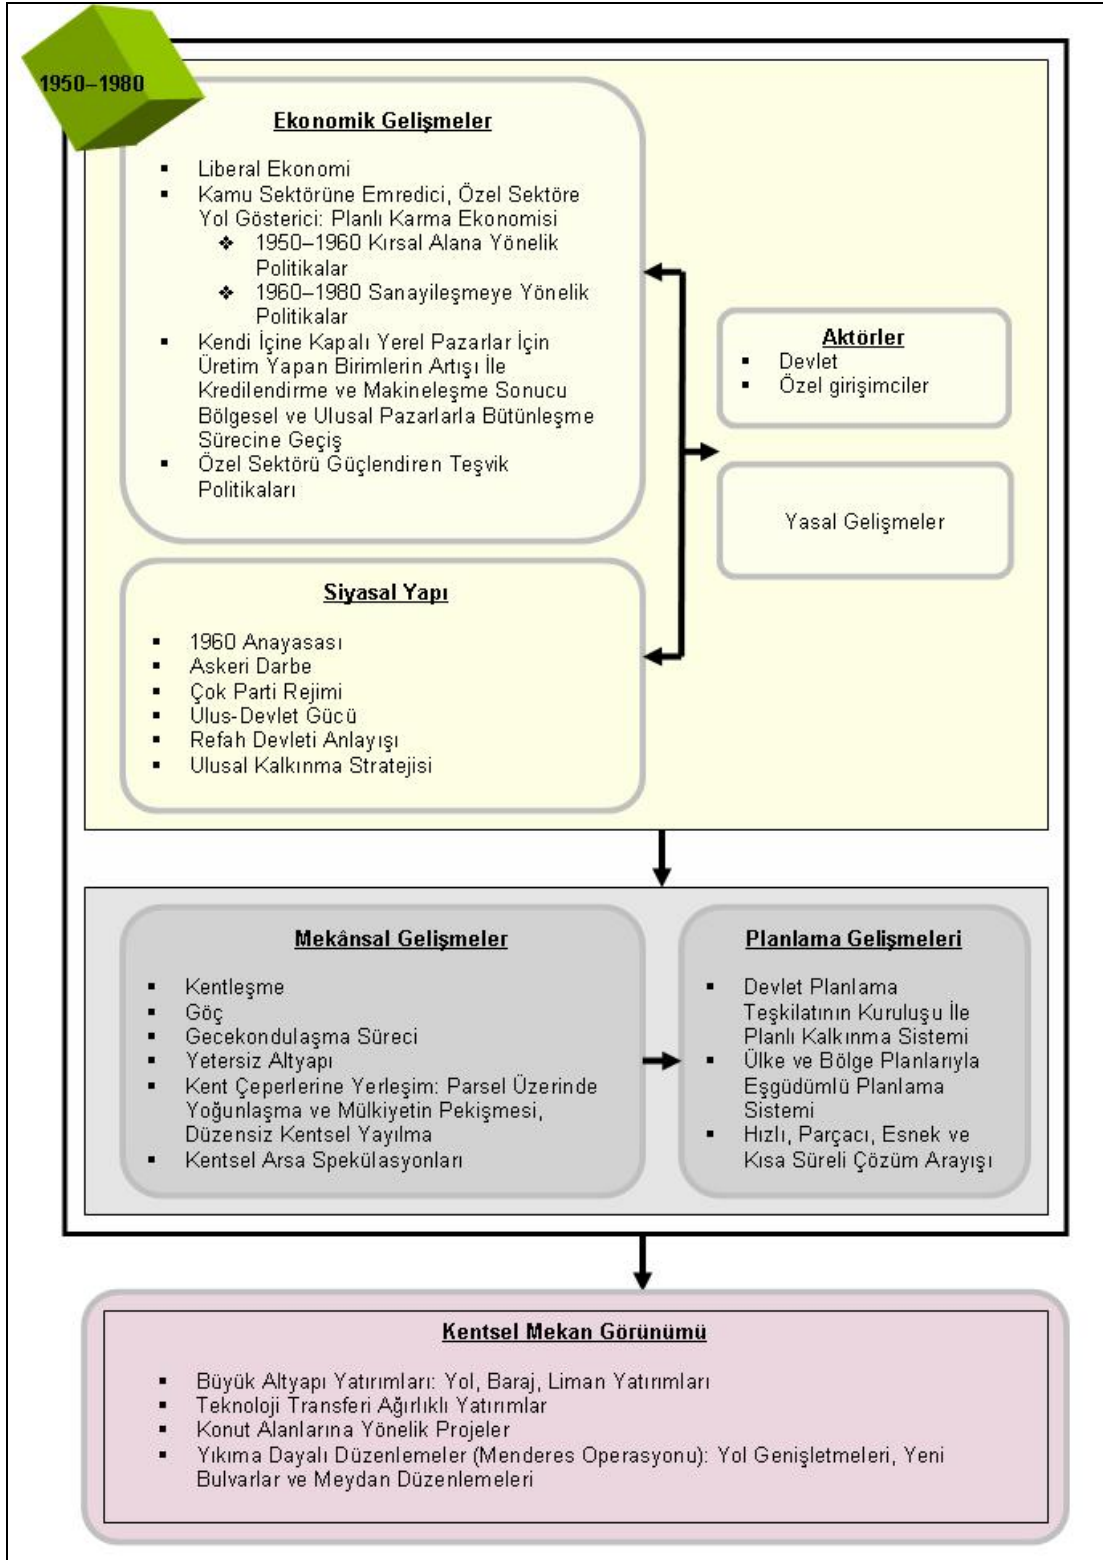 1950–1980
Ekonomik Gelişmeler
▪ Liberal Ekonomi
▪ Kamu Sektörüne Emredici, Özel Sektöre
Yol Gösterici: Planlı Karma Ekonomisi
❖ 1950–1960 Kırsal Alana Yönelik
Politikalar
❖ 1960–1980 Sanayileşmeye Yönelik
Politikalar
▪ Kendi İçine Kapalı Yerel Pazarlar İçin
Üretim Yapan Birimlerin Artışı İle
Kredilendirme ve Makineleşme Sonucu
Bölgesel ve Ulusal Pazarlarla Bütünleşme
Sürecine Geçiş
▪ Özel Sektörü Güçlendiren Teşvik
Politikaları
Aktörler
▪ Devlet
▪ Özel girişimciler
Yasal Gelişmeler
Siyasal Yapı
▪ 1960 Anayasası
▪ Askeri Darbe
▪ Çok Parti Rejimi
▪ Ulus-Devlet Gücü
▪ Refah Devleti Anlayışı
▪ Ulusal Kalkınma Stratejisi
Mekânsal Gelişmeler
▪ Kentleşme
▪ Göç
▪ Gecekondulaşma Süreci
▪ Yetersiz Altyapı
▪ Kent Çeperlerine Yerleşim: Parsel Üzerinde
Yoğunlaşma ve Mülkiyetin Pekişmesi,
Düzensiz Kentsel Yayılma
▪ Kentsel Arsa Spekülasyonları
Planlama Gelişmeleri
▪ Devlet Planlama
Teşkilatının Kuruluşu İle
Planlı Kalkınma Sistemi
▪ Ülke ve Bölge Planlarıyla
Eşgüdümlü Planlama
Sistemi
▪ Hızlı, Parçacı, Esnek ve
Kısa Süreli Çözüm Arayışı
Kentsel Mekan Görünümü
▪ Büyük Altyapı Yatırımları: Yol, Baraj, Liman Yatırımları
▪ Teknoloji Transferi Ağırlıklı Yatırımlar
▪ Konut Alanlarına Yönelik Projeler
▪ Yıkıma Dayalı Düzenlemeler (Menderes Operasyonu): Yol Genişletmeleri, Yeni
Bulvarlar ve Meydan Düzenlemeleri